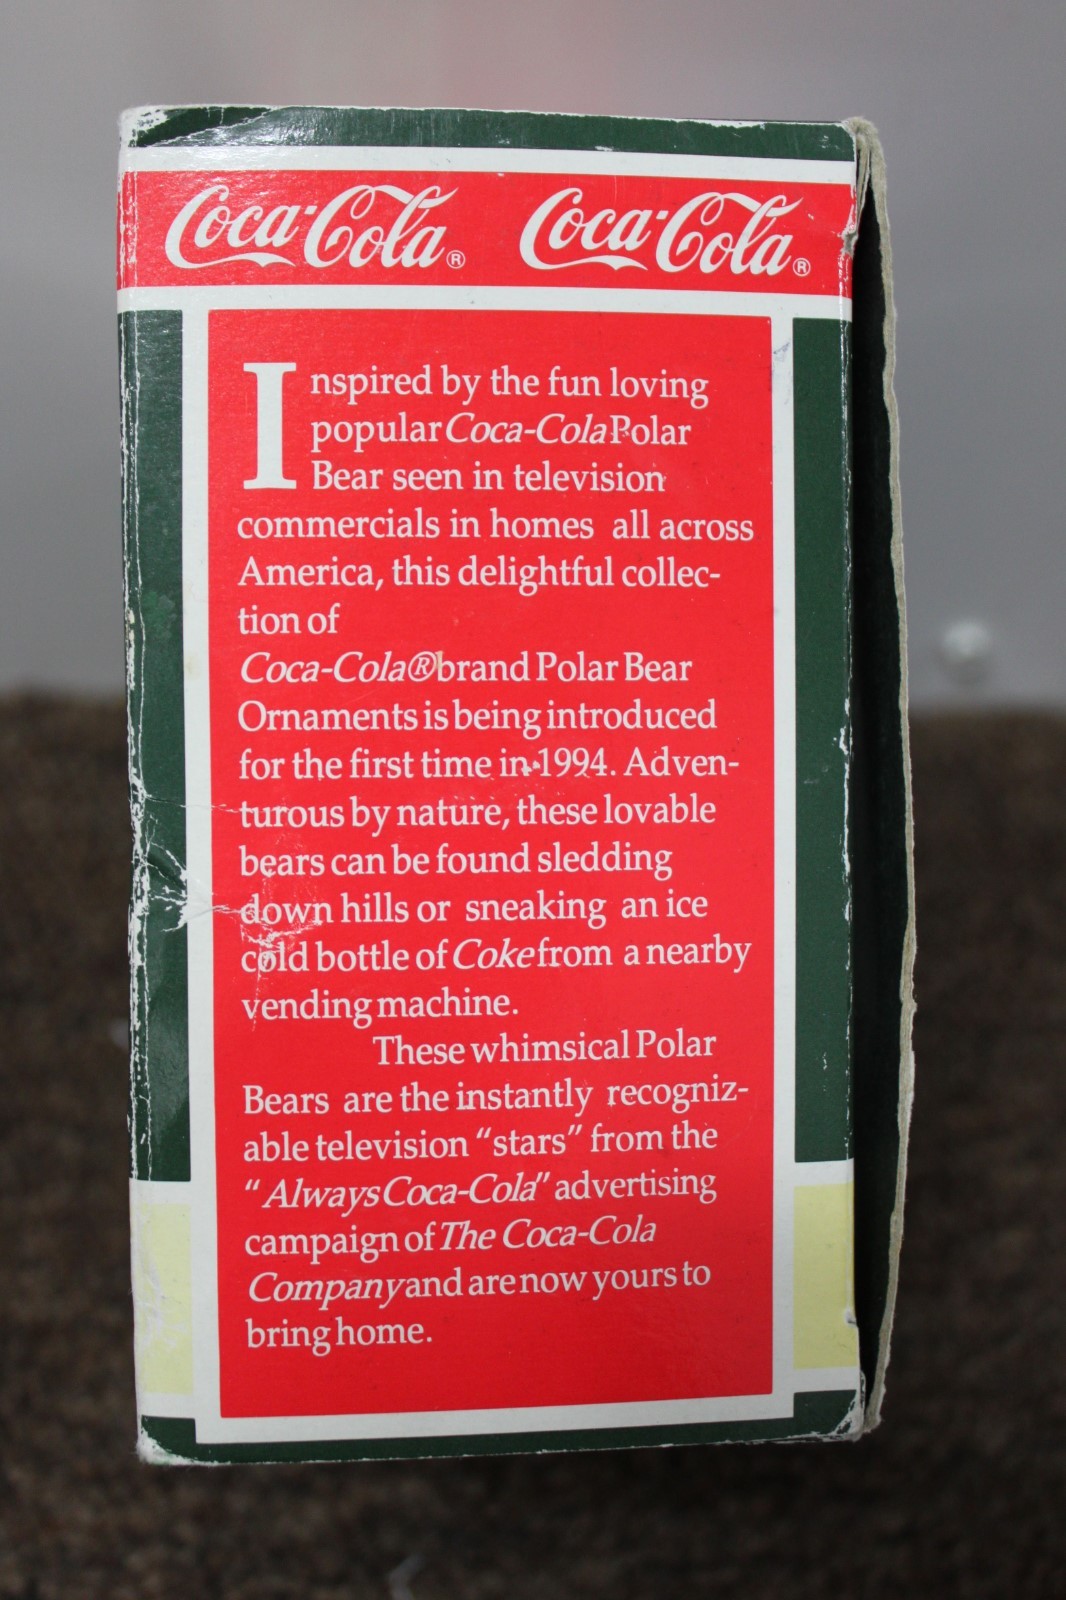 Coca-Cola® Coca-Cola®
Inspired by the fun loving
popular Coca-Cola Polar
Bear seen in television
commercials in homes all across
America, this delightful collec-
tion of
Coca-Cola® brand Polar Bear
Ornaments is being introduced
for the first time in 1994. Adven-
turous by nature, these lovable
bears can be found sledding
down hills or sneaking an ice
cold bottle of Coke from a nearby
vending machine.
These whimsical Polar
Bears are the instantly recogniz-
able television “stars” from the
“Always Coca-Cola” advertising
campaign of The Coca-Cola
Company and are now yours to
bring home.